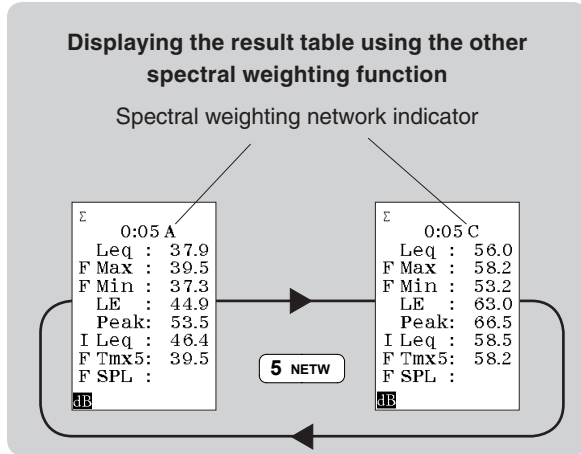 Displaying the result table using the other
spectral weighting function
Spectral weighting network indicator
Σ
0:05 A
Leq : 37.9
F Max : 39.5
F Min : 37.3
LE : 44.9
Peak: 53.5
I Leq : 46.4
F Tmx5: 39.5
F SPL :
dB
5 NETW
Σ
0:05 C
Leq : 56.0
F Max : 58.2
F Min : 53.2
LE : 63.0
Peak: 66.5
I Leq : 58.5
F Tmx5: 58.2
F SPL :
dB